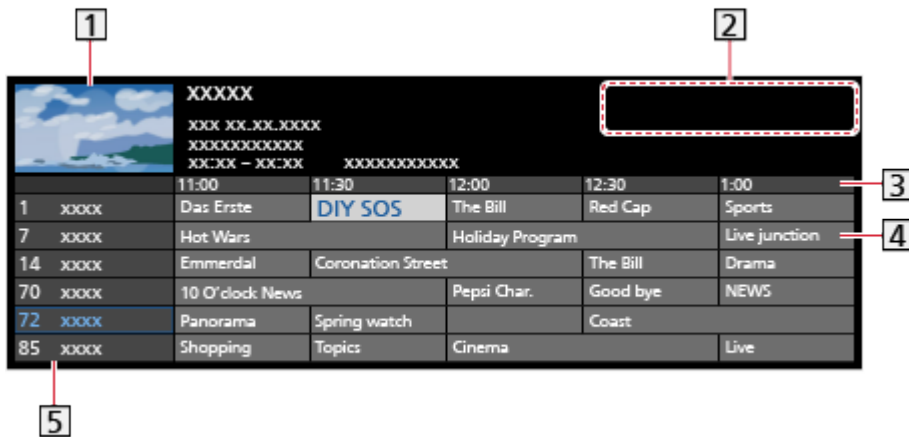 1
2
XXXXX
XXX XX.XX.XXXX
XXXXXXXXXXX
XX:XX – XX:XX XXXXXXXXXXX
11:00 11:30 12:00 12:30 1:00
3
1 XXXX Das Erste DIY SOS The Bill Red Cap Sports
7 XXXX Hot Wars Holiday Program Live junction
4
14 XXXX Emmerdal Coronation Street The Bill Drama
70 XXXX 10 O'clock News Pepsi Char. Good bye NEWS
72 XXXX Panorama Spring watch Coast
85 XXXX Shopping Topics Cinema Live
5